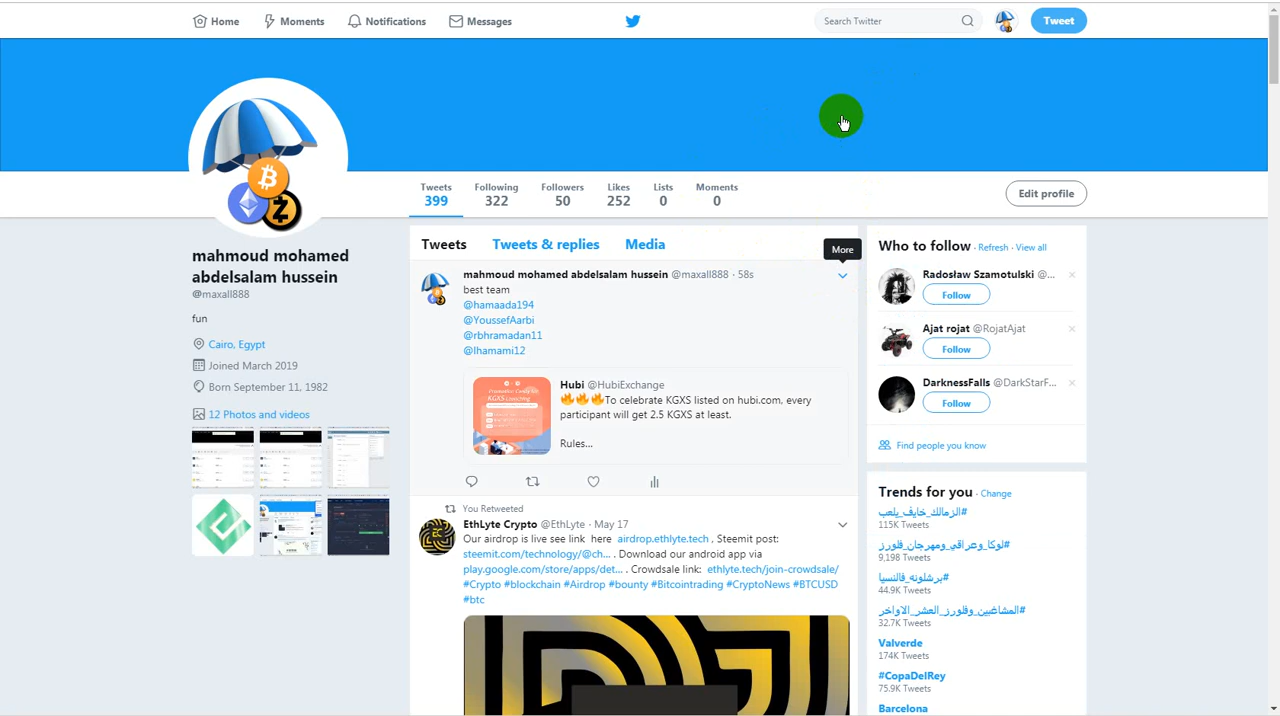 Home
Moments
Notifications
Messages
Search Twitter
Tweet
Tweets
399
Following
322
Followers
50
Likes
252
Lists
0
Moments
0
Edit profile
mahmoud mohamed
abdelsalam hussein
@maxall888
fun
Cairo, Egypt
Joined March 2019
Born September 11, 1982
12 Photos and videos
Tweets
Tweets & replies
Media
More
mahmoud mohamed abdelsalam hussein @maxall888 · 58s
best team
@hamaada194
@YoussefAarbi
@rbhramadan11
@lhamami12
Hubi @HubiExchange
🔥🔥🔥To celebrate KGXS listed on hubi.com, every
participant will get 2.5 KGXS at least.
Rules...
You Retweeted
EthLyte Crypto @EthLyte · May 17
Our airdrop is live see link here airdrop.ethlyte.tech . Steemit post:
steemit.com/technology/@ch... . Download our android app via
play.google.com/store/apps/det... . Crowdsale link: ethlyte.tech/join-crowdsale/
#Crypto #blockchain #Airdrop #bounty #Bitcointrading #CryptoNews #BTCUSD
#btc
Who to follow · Refresh · View all
Radosław Szamotulski @...
Follow
Ajat rojat @RojatAjat
Follow
DarknessFalls @DarkStarF...
Follow
Find people you know
Trends for you · Change
#الزمالك_خايف_يلعب
115K Tweets
#لوكا_وعراقي_ومهرجان_فلورز
9,198 Tweets
#برشلونه_فالنسيا
44.9K Tweets
#المشاغبين_وفلورز_العشر_الاواخر
32.7K Tweets
Valverde
174K Tweets
#CopaDelRey
75.9K Tweets
Barcelona